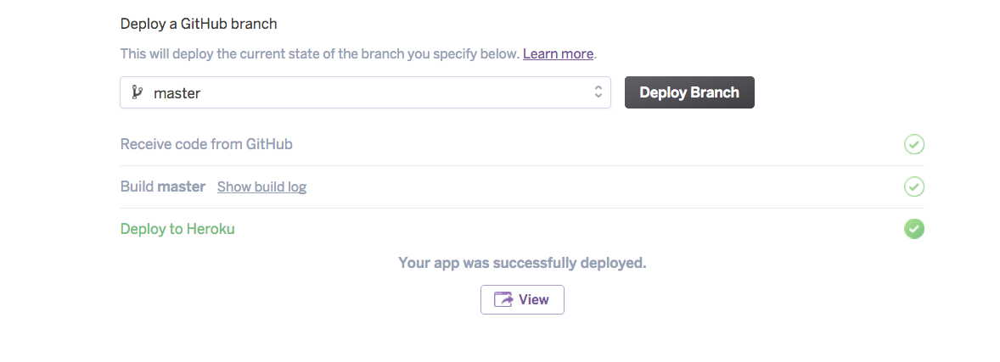 Deploy a GitHub branch
This will deploy the current state of the branch you specify below. Learn more.
master
Deploy Branch
Receive code from GitHub
Build master Show build log
Deploy to Heroku
Your app was successfully deployed.
View